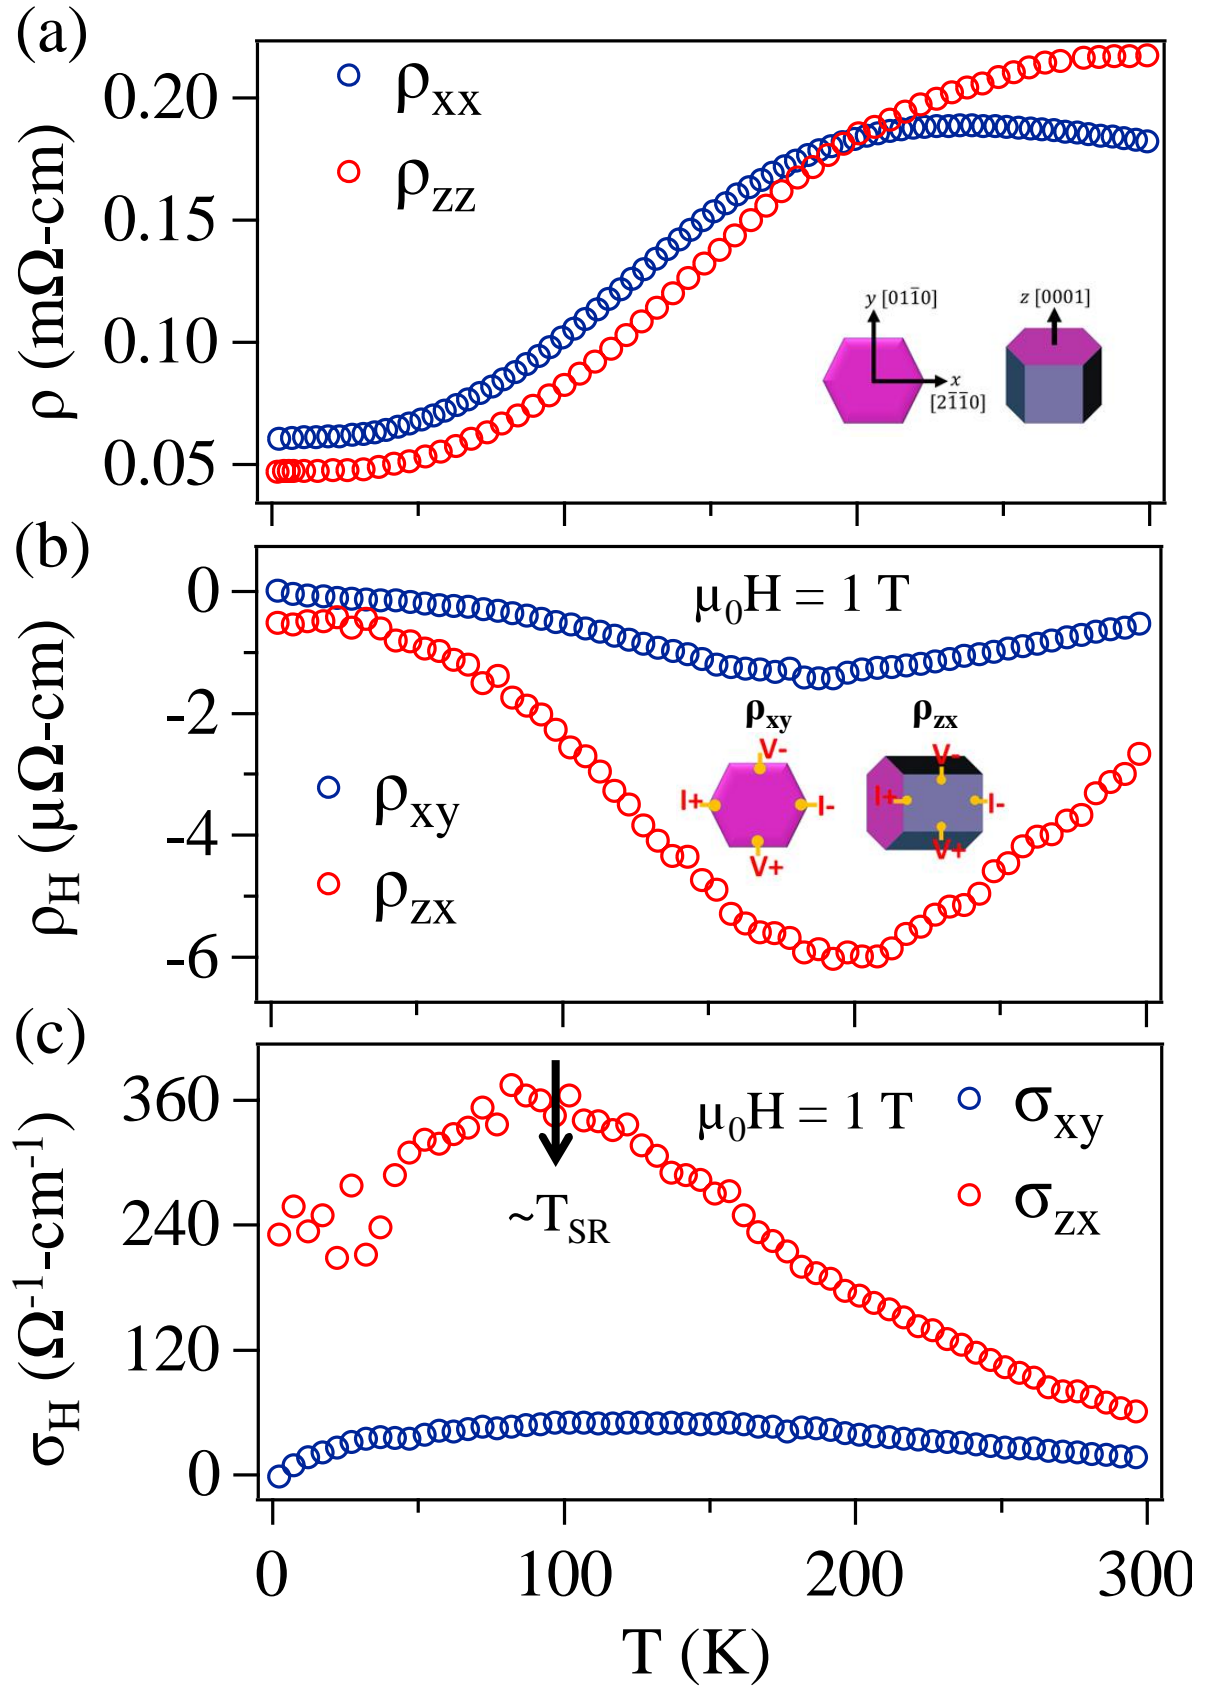 (a)
ρxx
ρzz
0.20
0.15
0.10
0.05
ρ (mΩ-cm)
y [011̄0]
x
[21̄1̄0]
z [0001]
(b)
μ0H = 1 T
0
-2
-4
-6
ρH (μΩ-cm)
ρxy
ρzx
ρxy
V-
I+
I-
V+
ρzx
V-
I+
I-
V+
(c)
μ0H = 1 T
σxy
σzx
~TSR
360
240
120
0
σH (Ω-1-cm-1)
0
100
200
300
T (K)